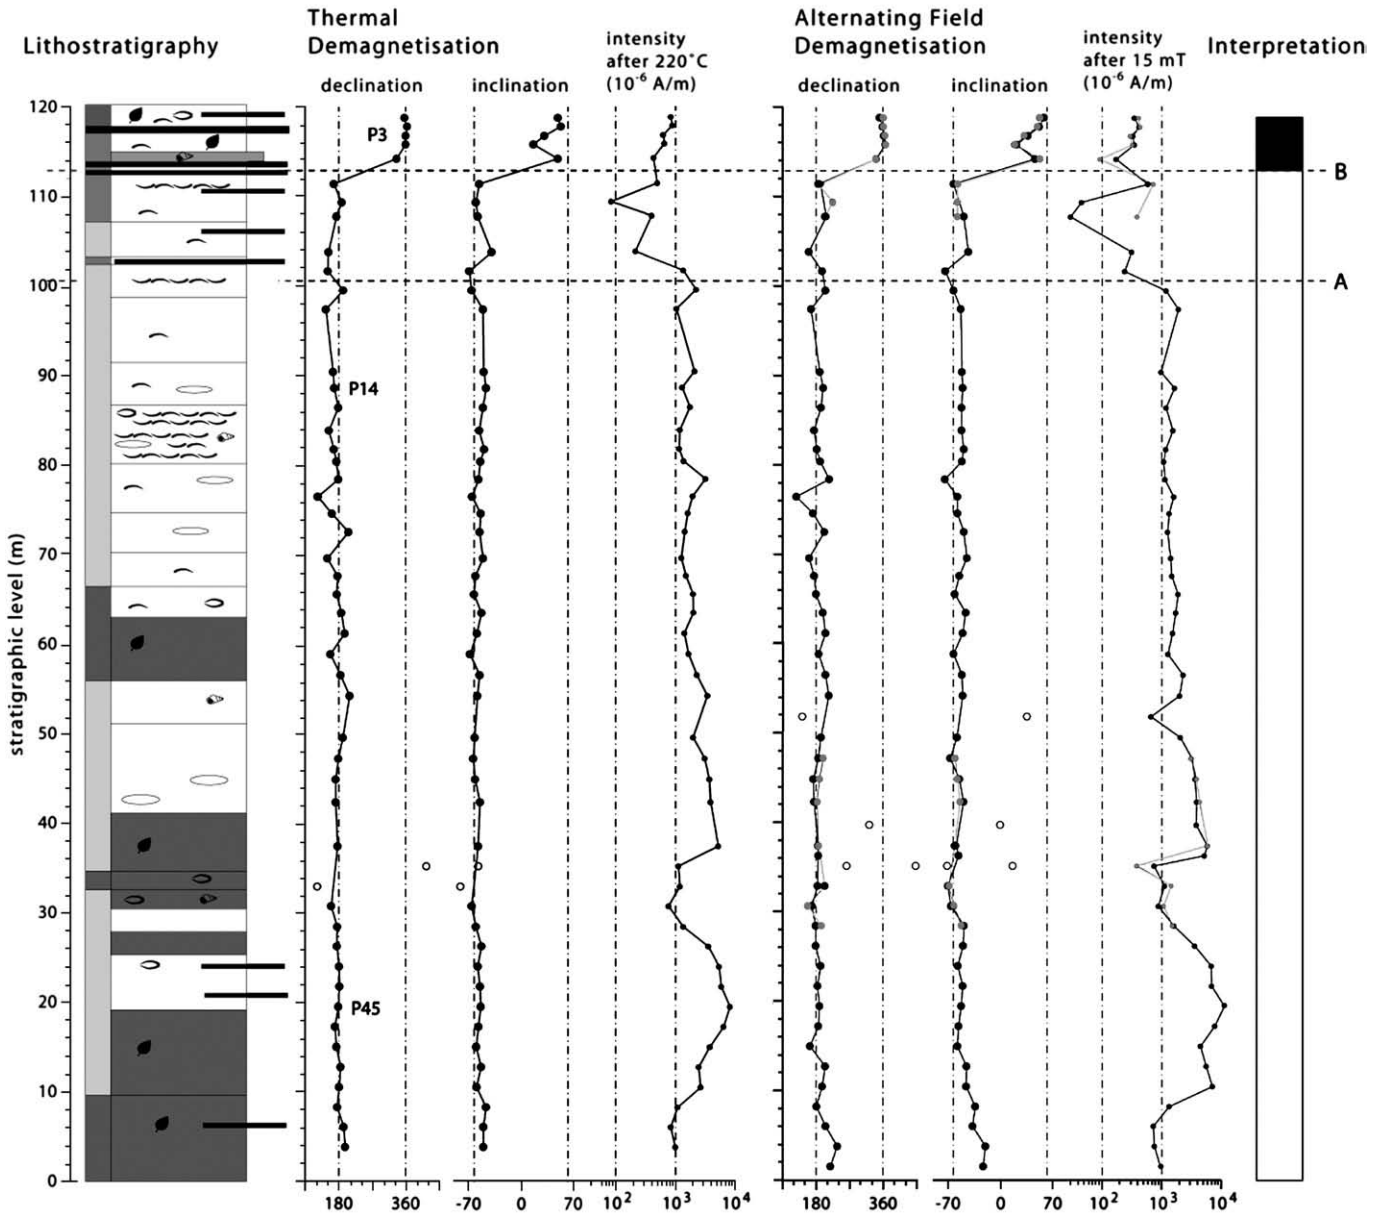 Thermal
Demagnetisation
Alternating Field
Demagnetisation
Lithostratigraphy
intensity
after 220˚C
(10⁻⁶ A/m)
intensity
after 15 mT
(10⁻⁶ A/m)
Interpretation
declination
inclination
declination
inclination
120
P3
B
110
A
100
90
P14
80
70
60
50
40
30
20
P45
10
0
stratigraphic level (m)
180 360 -70 0 70 10² 10³ 10⁴ 180 360 -70 0 70 10² 10³ 10⁴